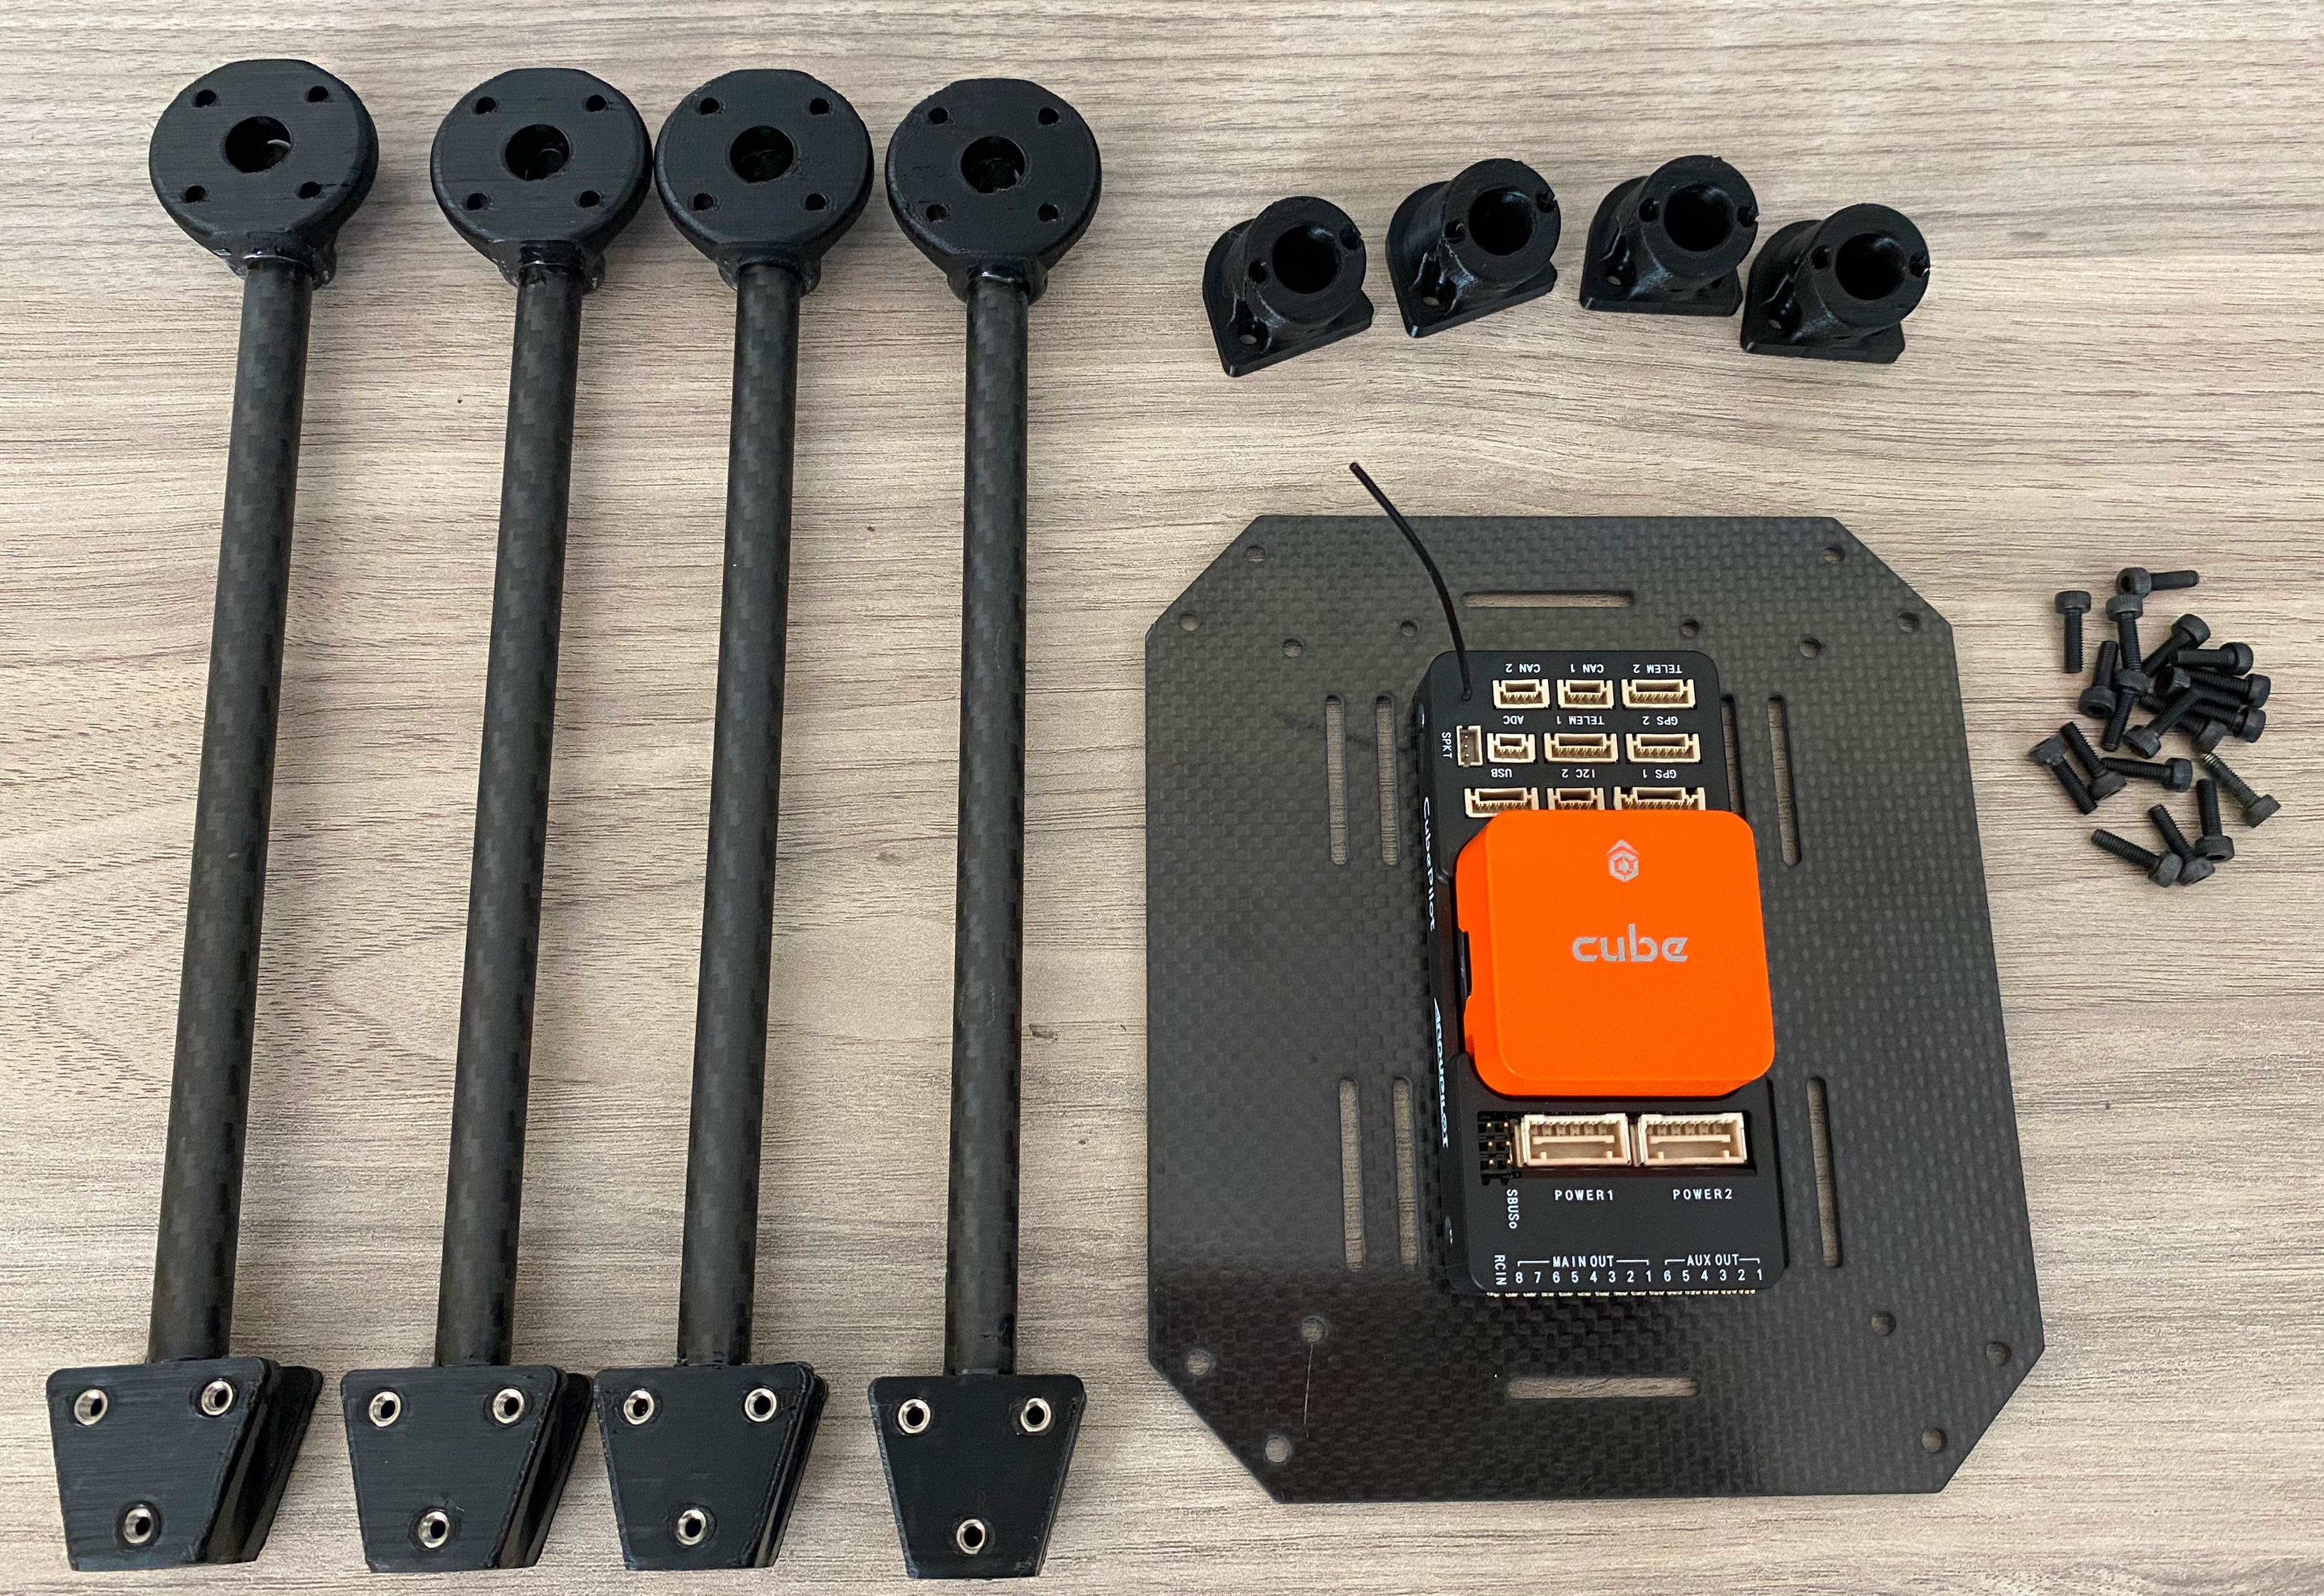 CAN 2 CAN 1 TELEM 2
ADC TELEM 1 GPS 2
SPKT
USB I2C 2 GPS 1
cube
CubePilot
Autopilot
POWER1 POWER2
SBUSo
RCIN
MAIN OUT AUX OUT
8 7 6 5 4 3 2 1 6 5 4 3 2 1